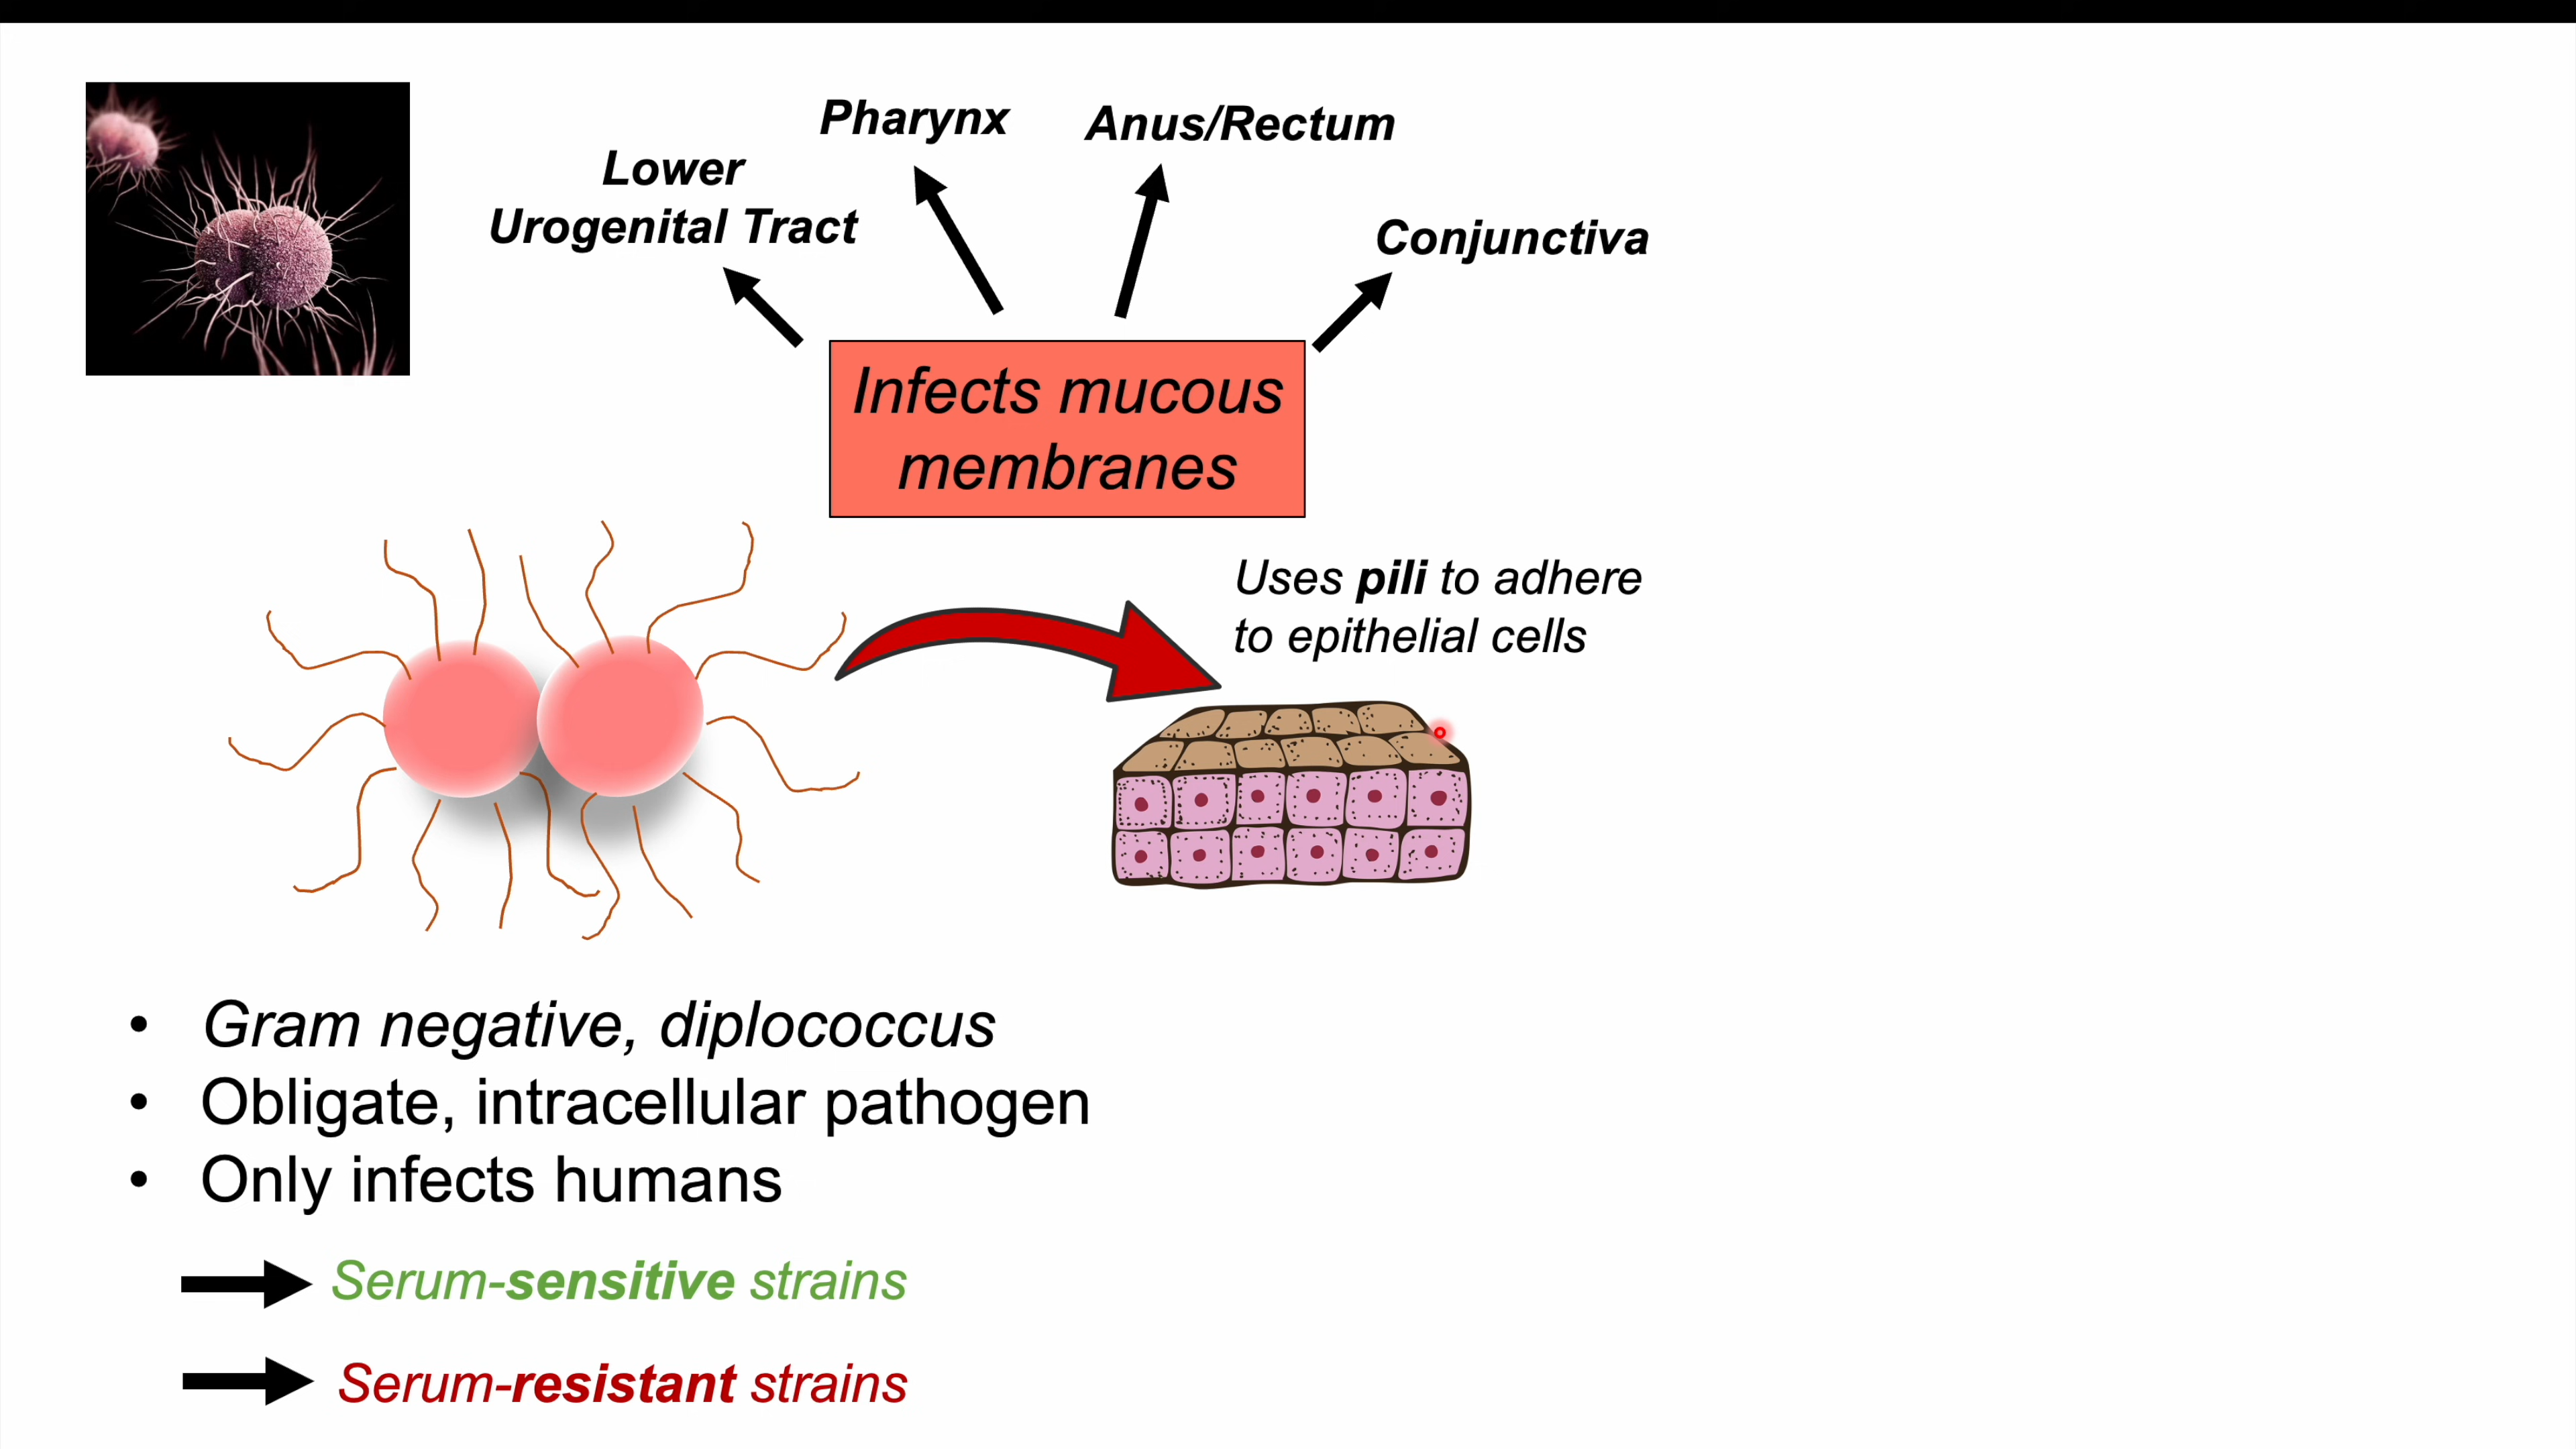 Pharynx
Anus/Rectum
Lower
Urogenital Tract
Conjunctiva
Infects mucous
membranes
Uses pili to adhere
to epithelial cells
• Gram negative, diplococcus
• Obligate, intracellular pathogen
• Only infects humans
Serum-sensitive strains
Serum-resistant strains